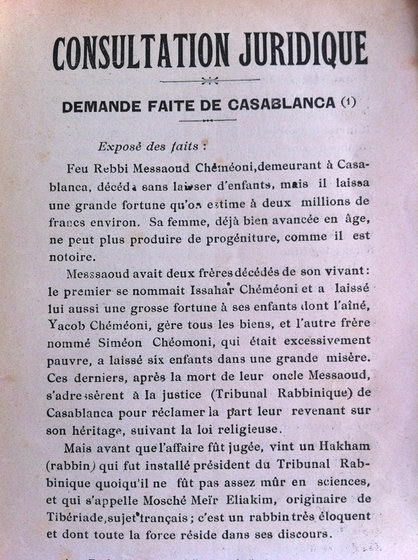 CONSULTATION JURIDIQUE
DEMANDE FAITE DE CASABLANCA (1)
Exposé des faits :
Feu Rebbi Messaoud Chéméoni,demeurant à Casa-
blanca, décéda sans laisser d'enfants, mais il laissa
une grande fortune qu'on estime à deux millions de
francs environ. Sa femme, déjà bien avancée en âge,
ne peut plus produire de progéniture, comme il est
notoire.
Messsaoud avait deux frères décédés de son vivant:
le premier se nommait Issahar Chéméoni et a laissé
lui aussi une grosse fortune à ses enfants dont l'aîné,
Yacob Chéméoni, gère tous les biens, et l'autre frère
nommé Siméon Chéomoni, qui était excessivement
pauvre, a laissé six enfants dans une grande misère.
Ces derniers, après la mort de leur oncle Messaoud,
s'adressèrent à la justice (Tribunal Rabbinique) de
Casablanca pour réclamer la part leur revenant sur
son héritage, suivant la loi religieuse.
Mais avant que l'affaire fût jugée, vint un Hakham
(rabbin) qui fut installé président du Tribunal Rab-
binique quoiqu'il ne fût pas assez mûr en sciences,
et qui s'appelle Mosché Meïr Eliakim, originaire de
Tibériade,sujet français ; c'est un rabbin très éloquent
et dont toute la force réside dans ses discours.